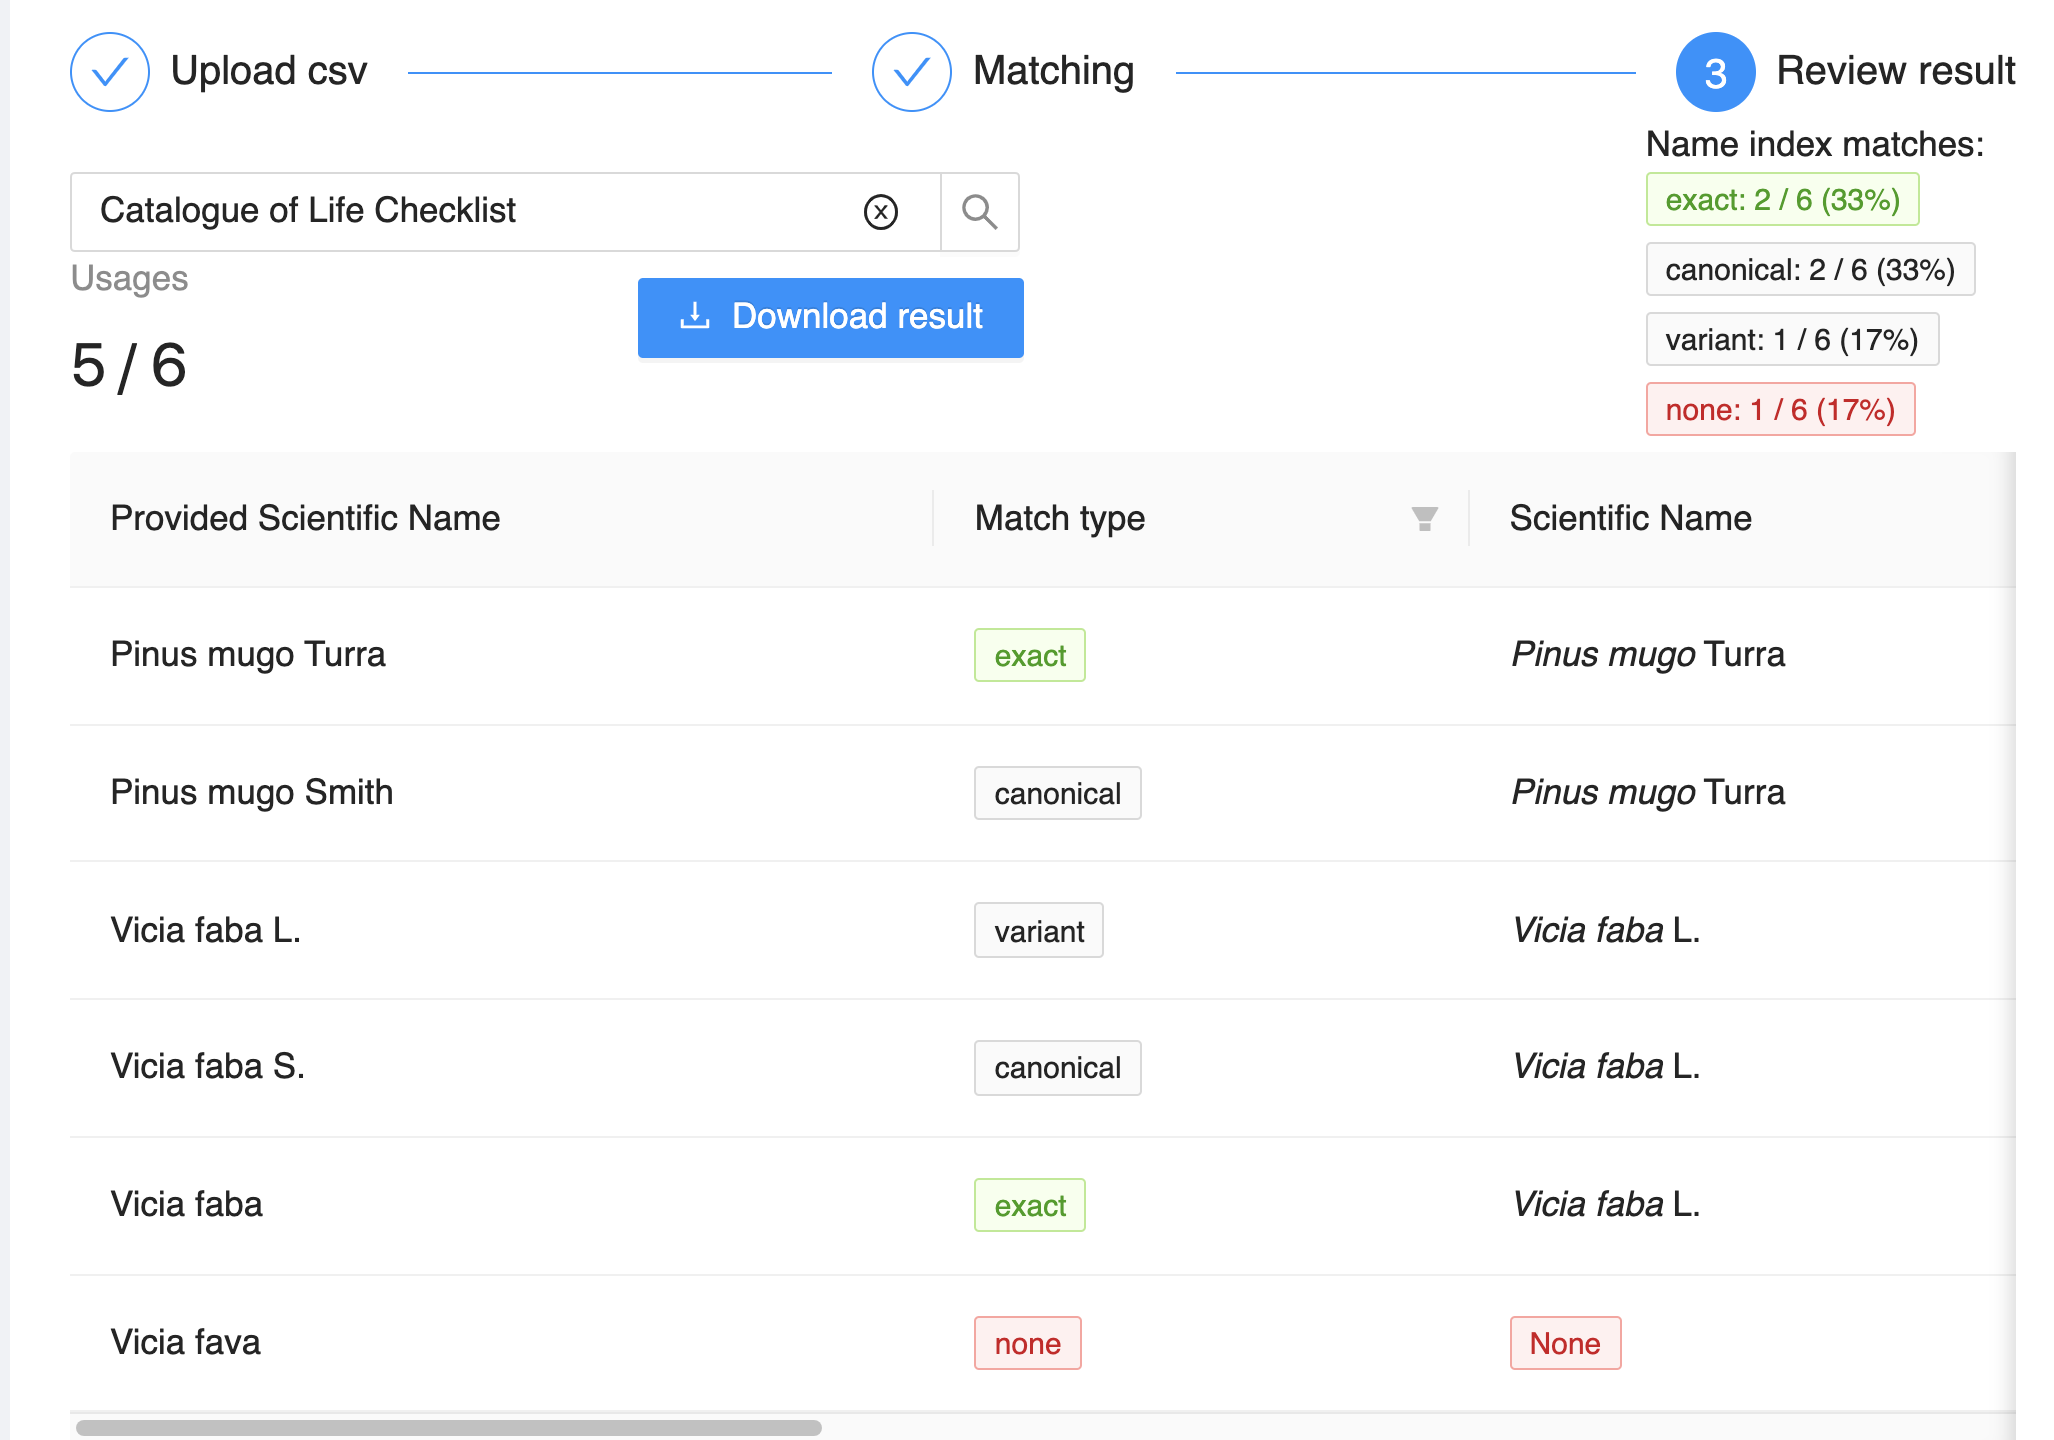 Upload csv
Matching
3 Review result
Name index matches:
exact: 2 / 6 (33%)
canonical: 2 / 6 (33%)
variant: 1 / 6 (17%)
none: 1 / 6 (17%)
Catalogue of Life Checklist
Usages
5 / 6
Download result
Provided Scientific Name Match type Scientific Name
Pinus mugo Turra exact Pinus mugo Turra
Pinus mugo Smith canonical Pinus mugo Turra
Vicia faba L. variant Vicia faba L.
Vicia faba S. canonical Vicia faba L.
Vicia faba exact Vicia faba L.
Vicia fava none None